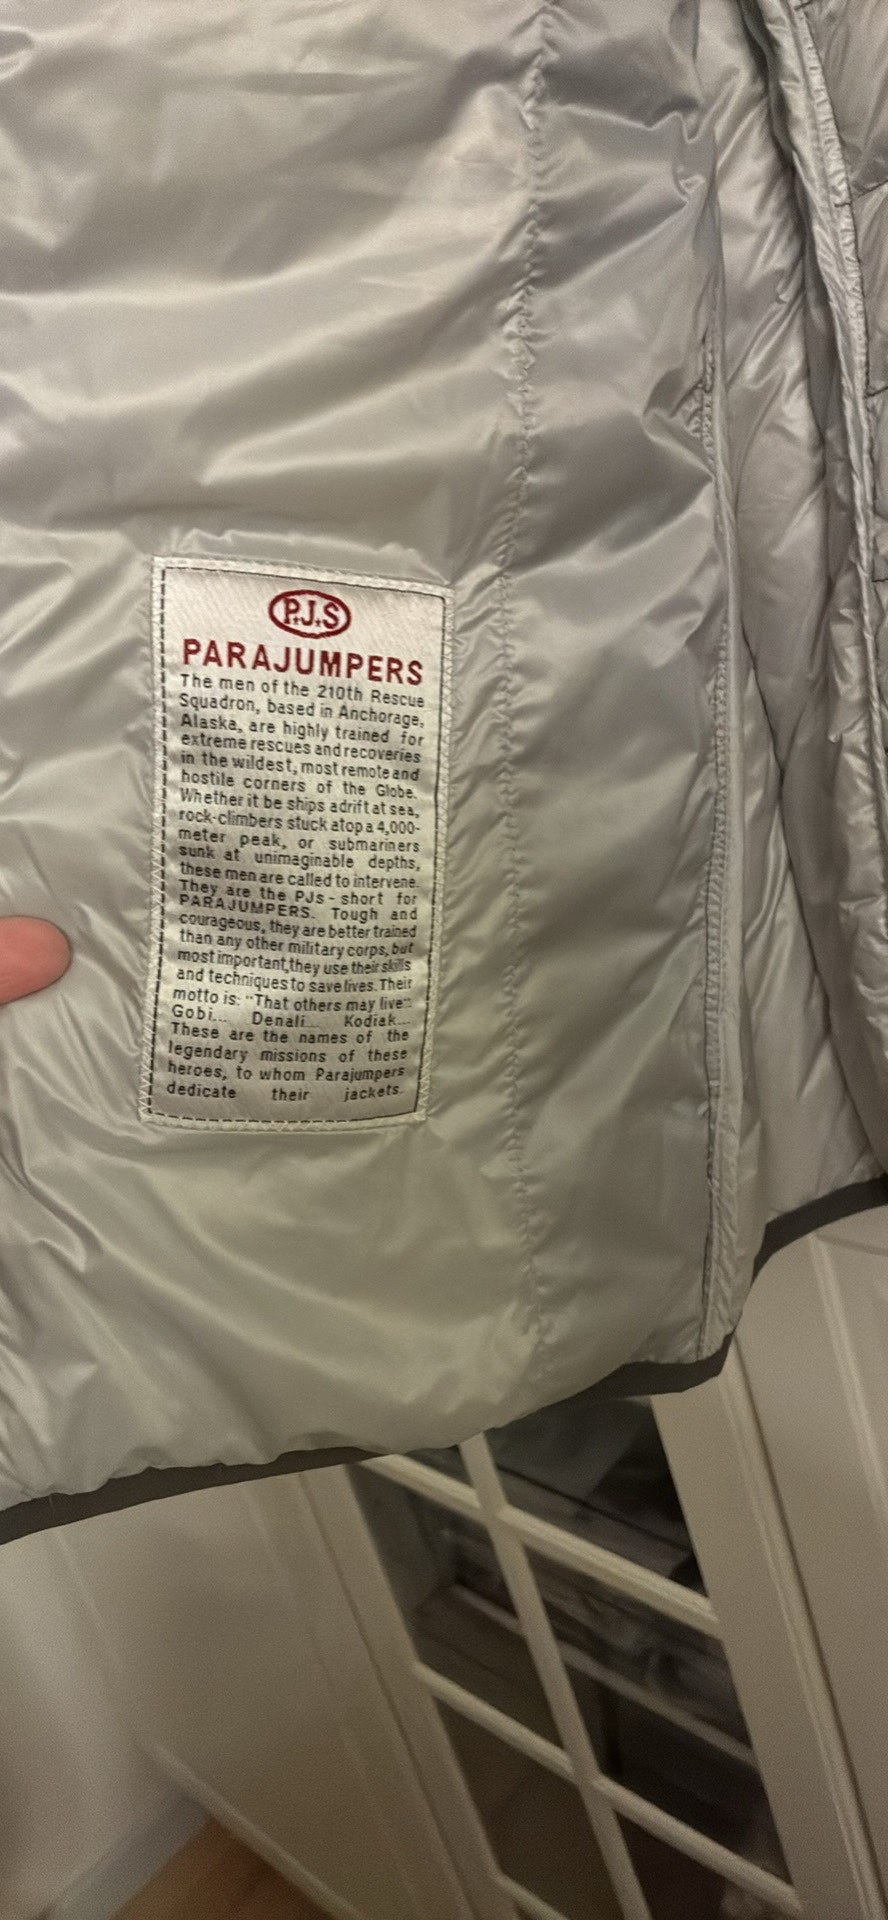 P.J.S
PARAJUMPERS
The men of the 210th Rescue
Squadron, based in Anchorage,
Alaska, are highly trained for
extreme rescues and recoveries
in the wildest, most remote and
hostile corners of the Globe.
Whether it be ships adrift at sea,
rock-climbers stuck atop a 4,000-
meter peak, or submariners
sunk at unimaginable depths,
these men are called to intervene.
They are the PJs - short for
PARAJUMPERS. Tough and
courageous, they are better trained
than any other military corps, but
most important,they use their skills
and techniques to save lives. Their
motto is: "That others may live".
Gobi... Denali... Kodiak...
These are the names of the
legendary missions of these
heroes, to whom Parajumpers
dedicate their jackets.